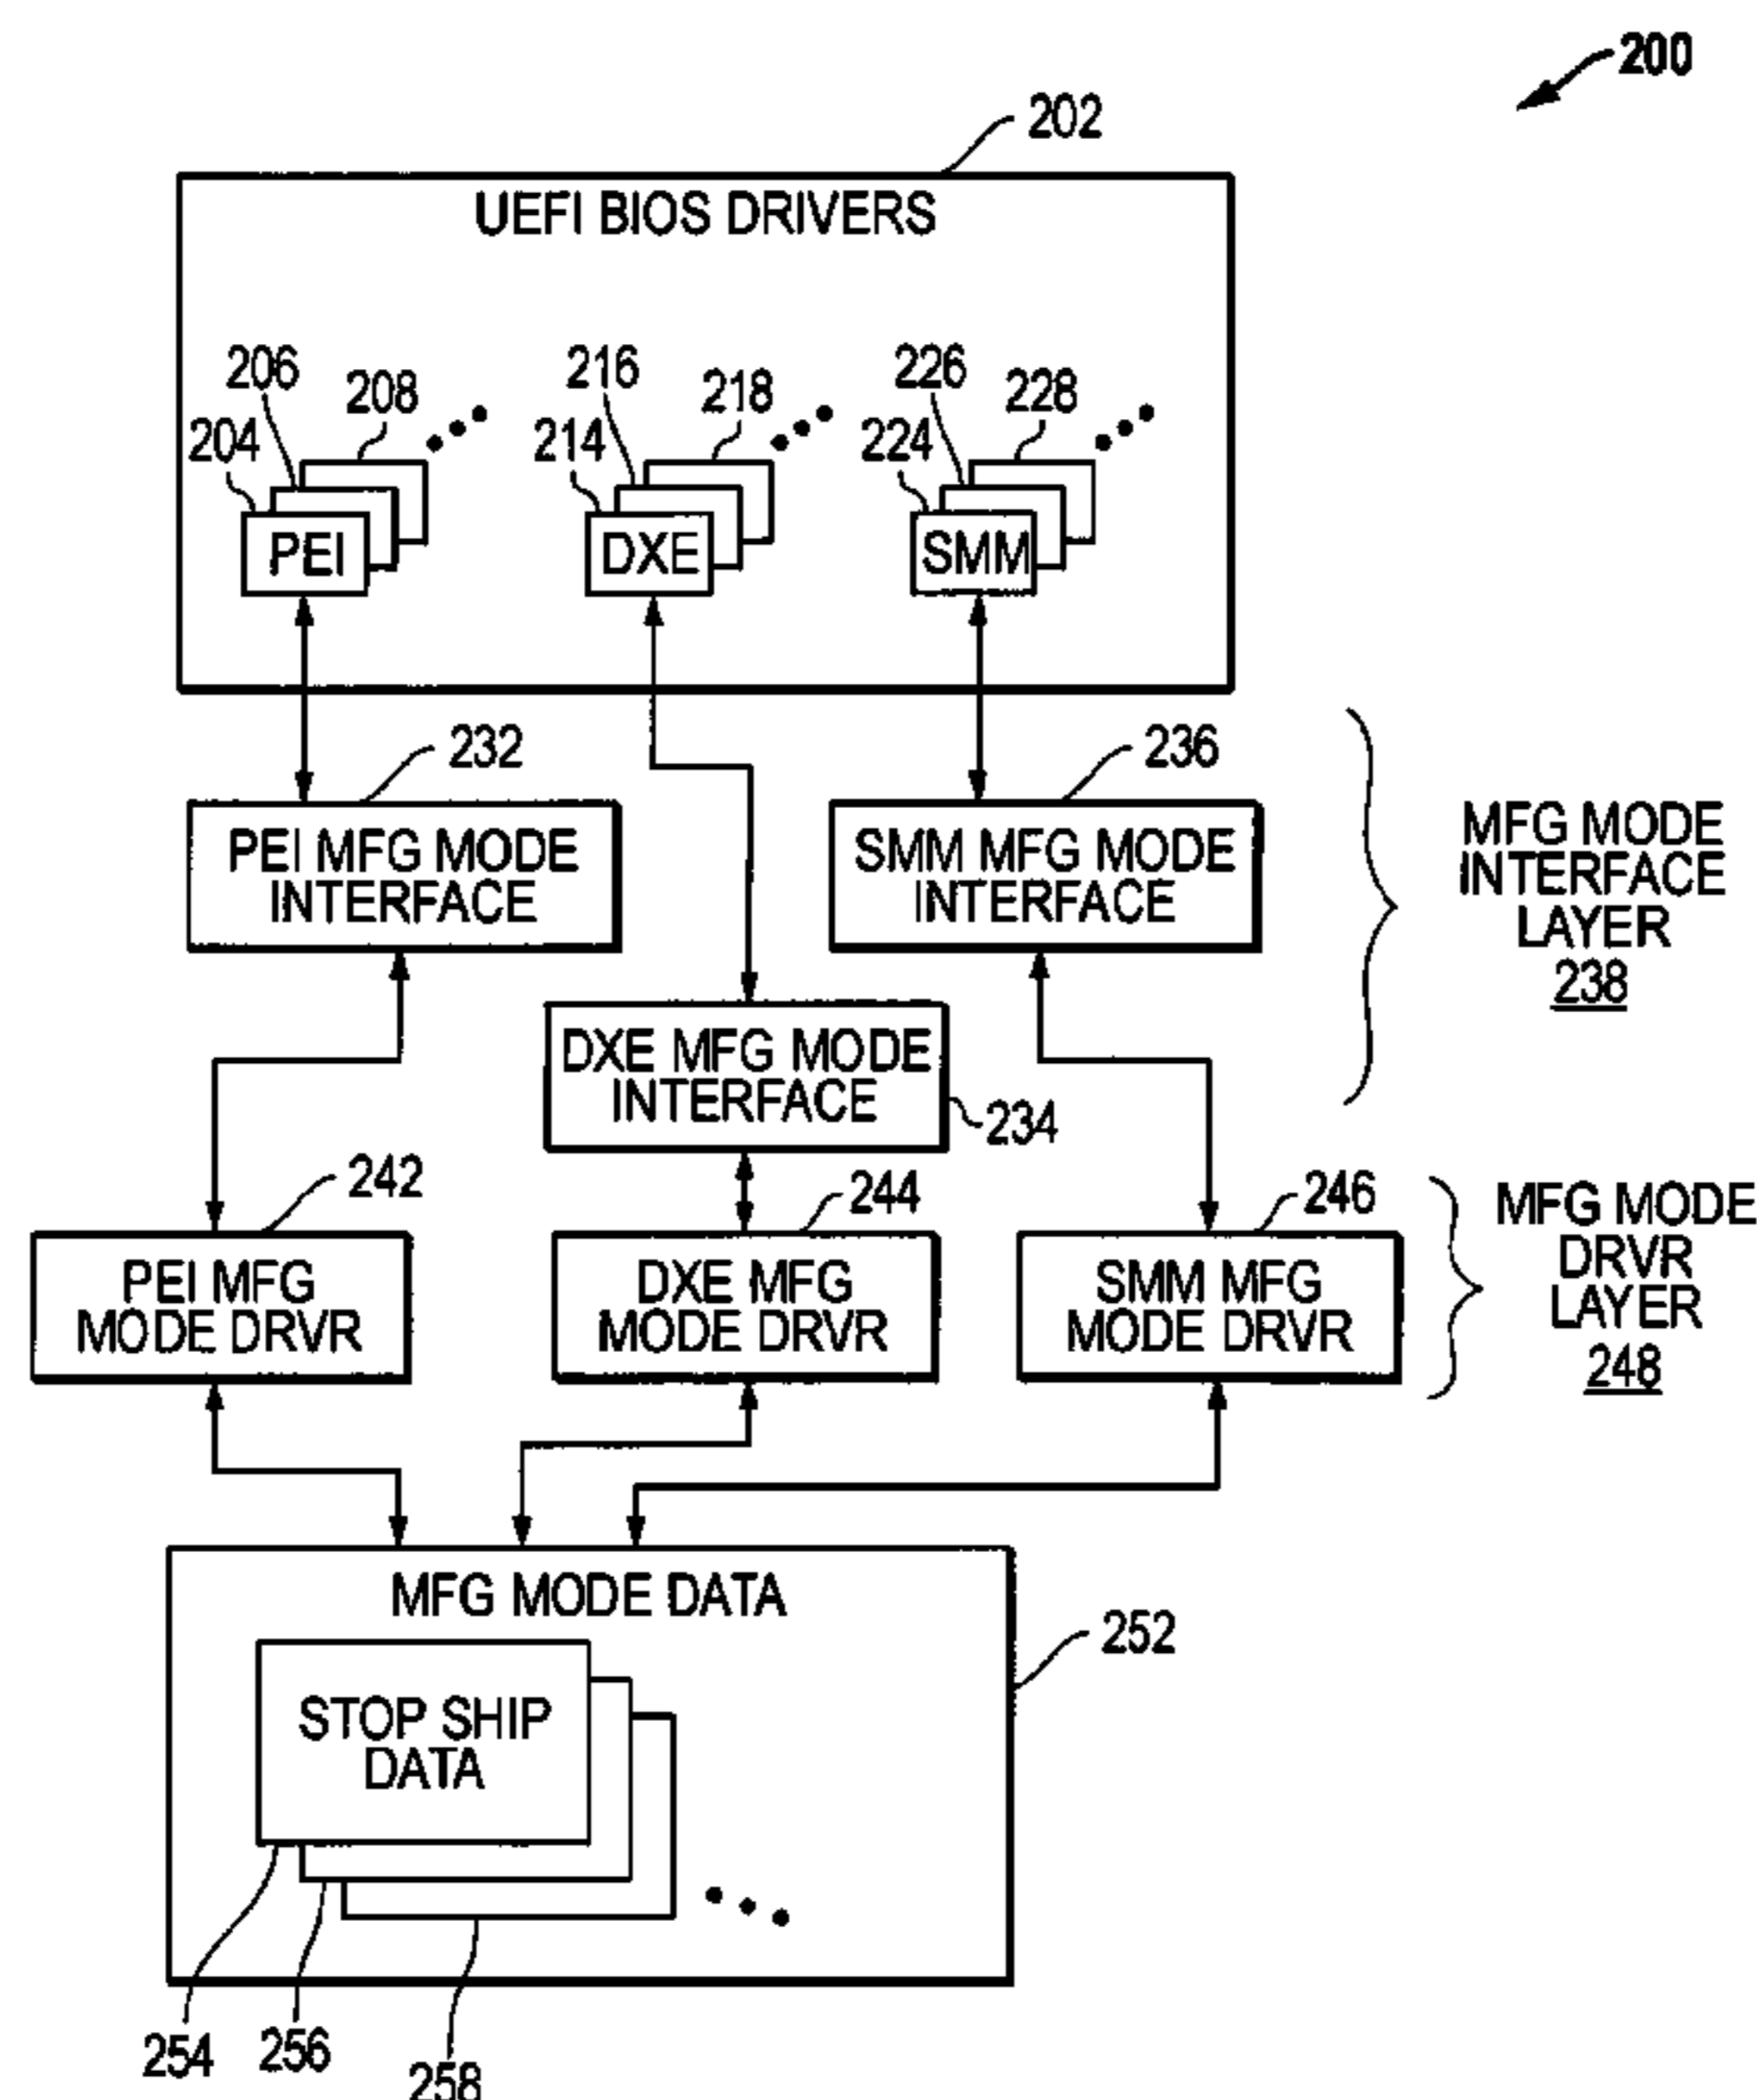 200
202
UEFI BIOS DRIVERS
206
208
216
218
226
228
204
214
224
PEI
DXE
SMM
232
236
PEI MFG MODE
INTERFACE
SMM MFG MODE
INTERFACE
MFG MODE
INTERFACE
LAYER
238
DXE MFG MODE
INTERFACE
234
242
244
246
MFG MODE
DRVR
LAYER
248
PEI MFG
MODE DRVR
DXE MFG
MODE DRVR
SMM MFG
MODE DRVR
MFG MODE DATA
252
STOP SHIP
DATA
254
256
258